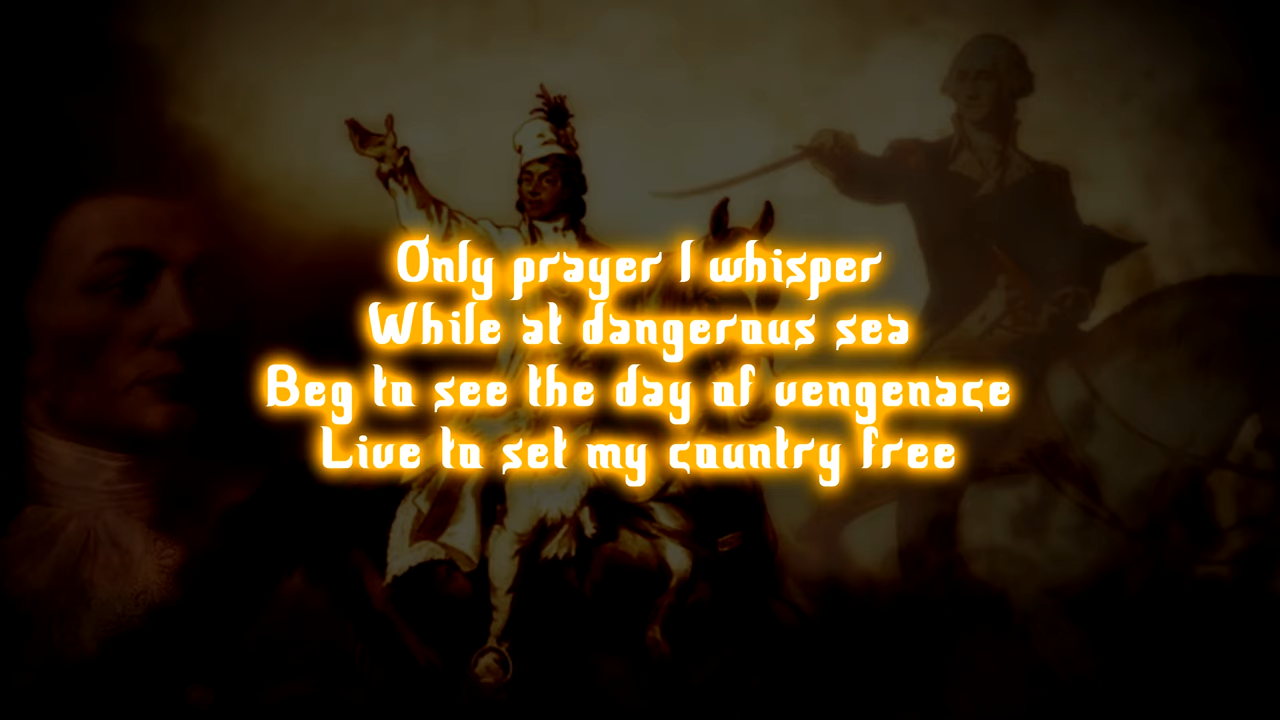 Only prayer I whisper
While at dangerous sea
Beg to see the day of vengenace
Live to set my country free